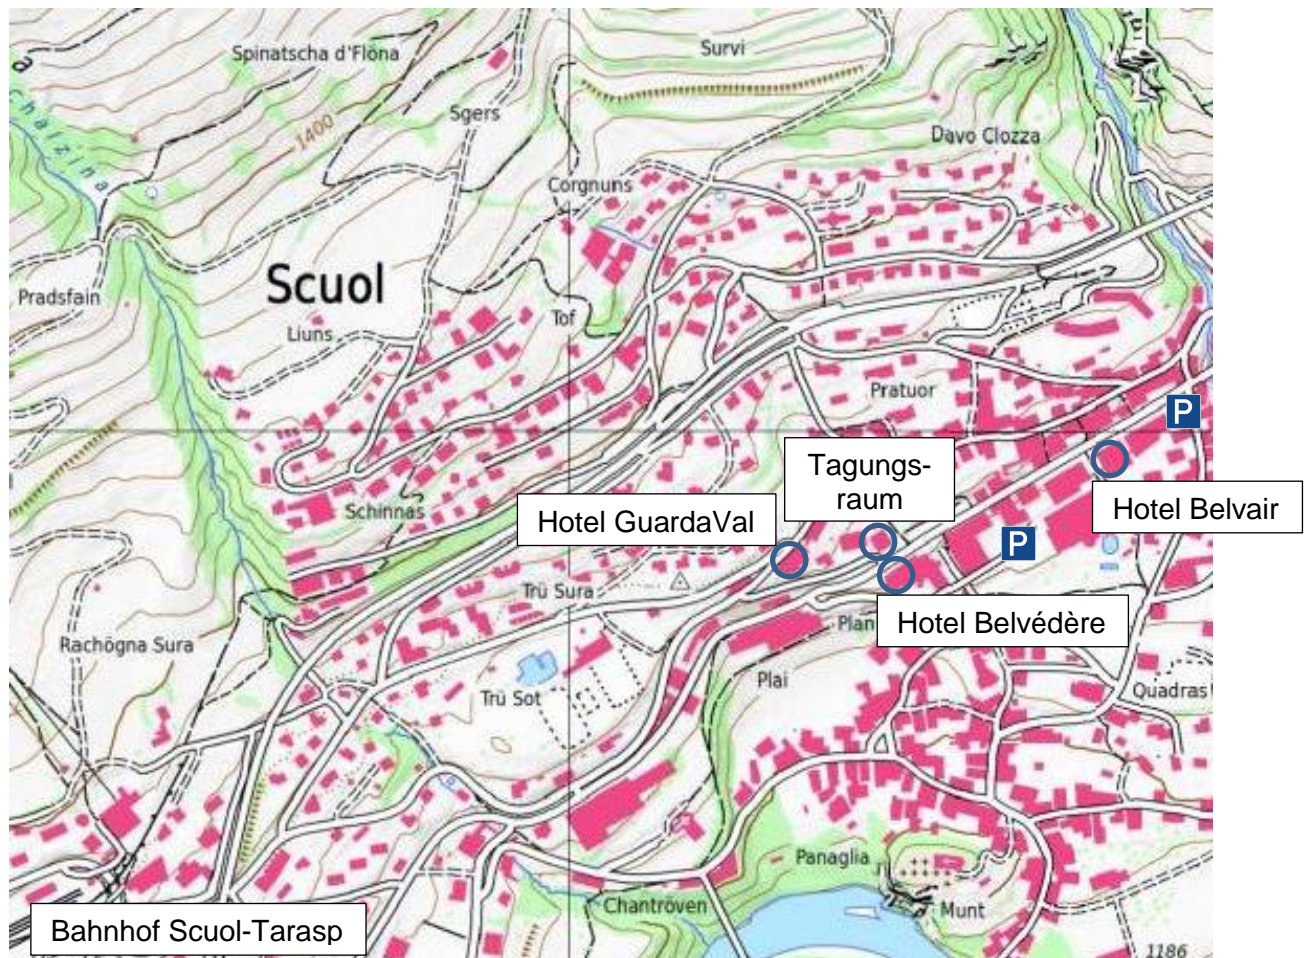 Spinatscha d'Flöna
Survi
a
chalzina
Sgers
1400
Davo Clozza
Corgnuns
Scuol
Pradsfain
Liuns
Tof
Pratuor
P
Tagungs-
raum
Schinnas
Hotel GuardaVal
Hotel Belvair
P
Trü Sura
Plan
Hotel Belvédère
Rachögna Sura
Plai
Quadras
Trü Sot
Panaglia
Chantröven
Munt
Bahnhof Scuol-Tarasp
1186